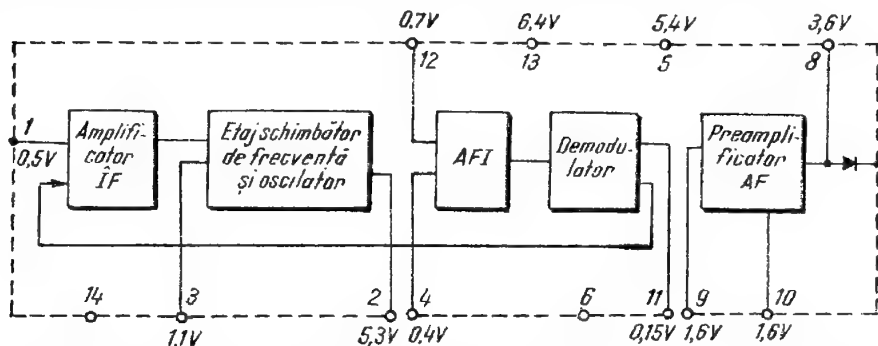 0,7V 6,4V 5,4V 3,6V
12 13 5 8
1
0,5V
Amplifi-
cator
ÎF
Etaj schimbător
de frecvență
și oscilator
AFI
Demodu-
lator
Preampli-
ficator
AF
14 3 2 4 6 11 9 10
1,1V 5,3V 0,4V 0,15V 1,6V 1,6V